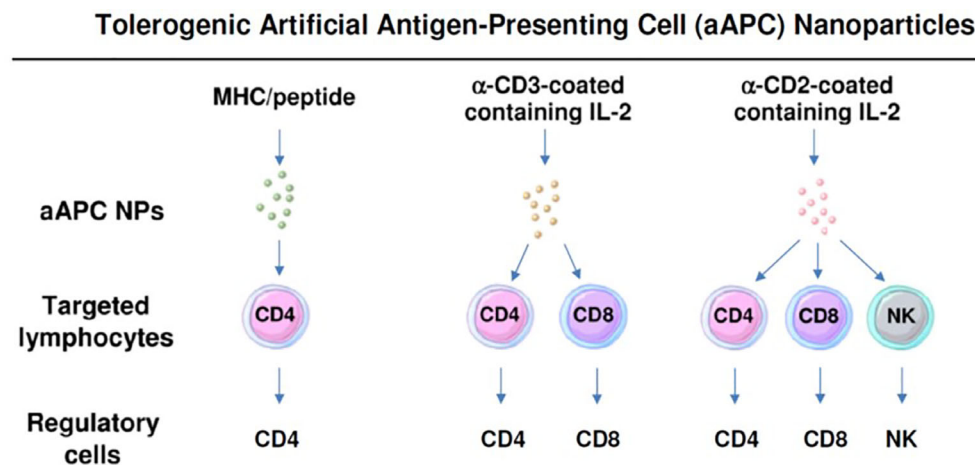 Tolerogenic Artificial Antigen-Presenting Cell (aAPC) Nanoparticles
MHC/peptide
α-CD3-coated
containing IL-2
α-CD2-coated
containing IL-2
aAPC NPs
Targeted
lymphocytes
CD4
CD4
CD8
CD4
CD8
NK
Regulatory
cells
CD4
CD4
CD8
CD4
CD8
NK